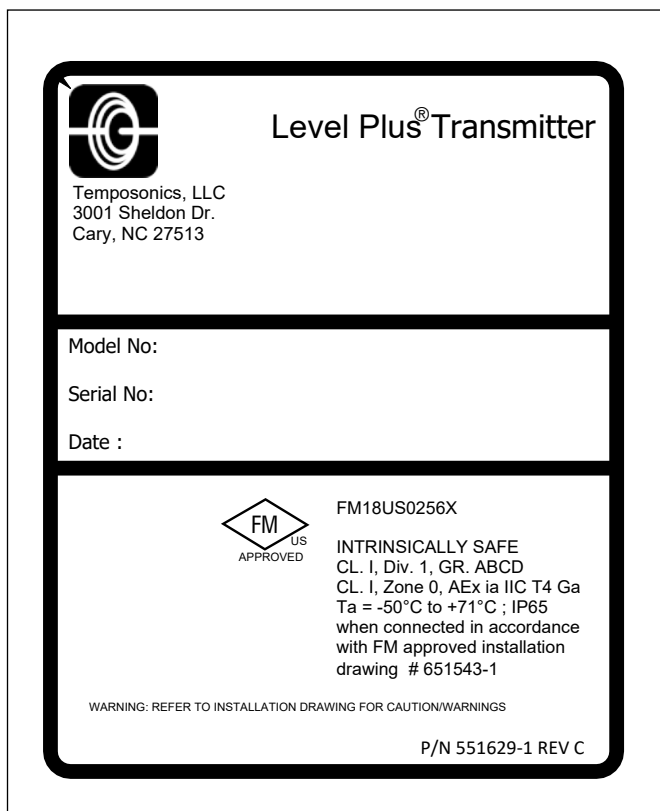 Level Plus® Transmitter
Temposonics, LLC
3001 Sheldon Dr.
Cary, NC 27513
Model No:
Serial No:
Date :
FM
US
APPROVED
FM18US0256X
INTRINSICALLY SAFE
CL. I, Div. 1, GR. ABCD
CL. I, Zone 0, AEx ia IIC T4 Ga
Ta = -50°C to +71°C ; IP65
when connected in accordance
with FM approved installation
drawing # 651543-1
WARNING: REFER TO INSTALLATION DRAWING FOR CAUTION/WARNINGS
P/N 551629-1 REV C